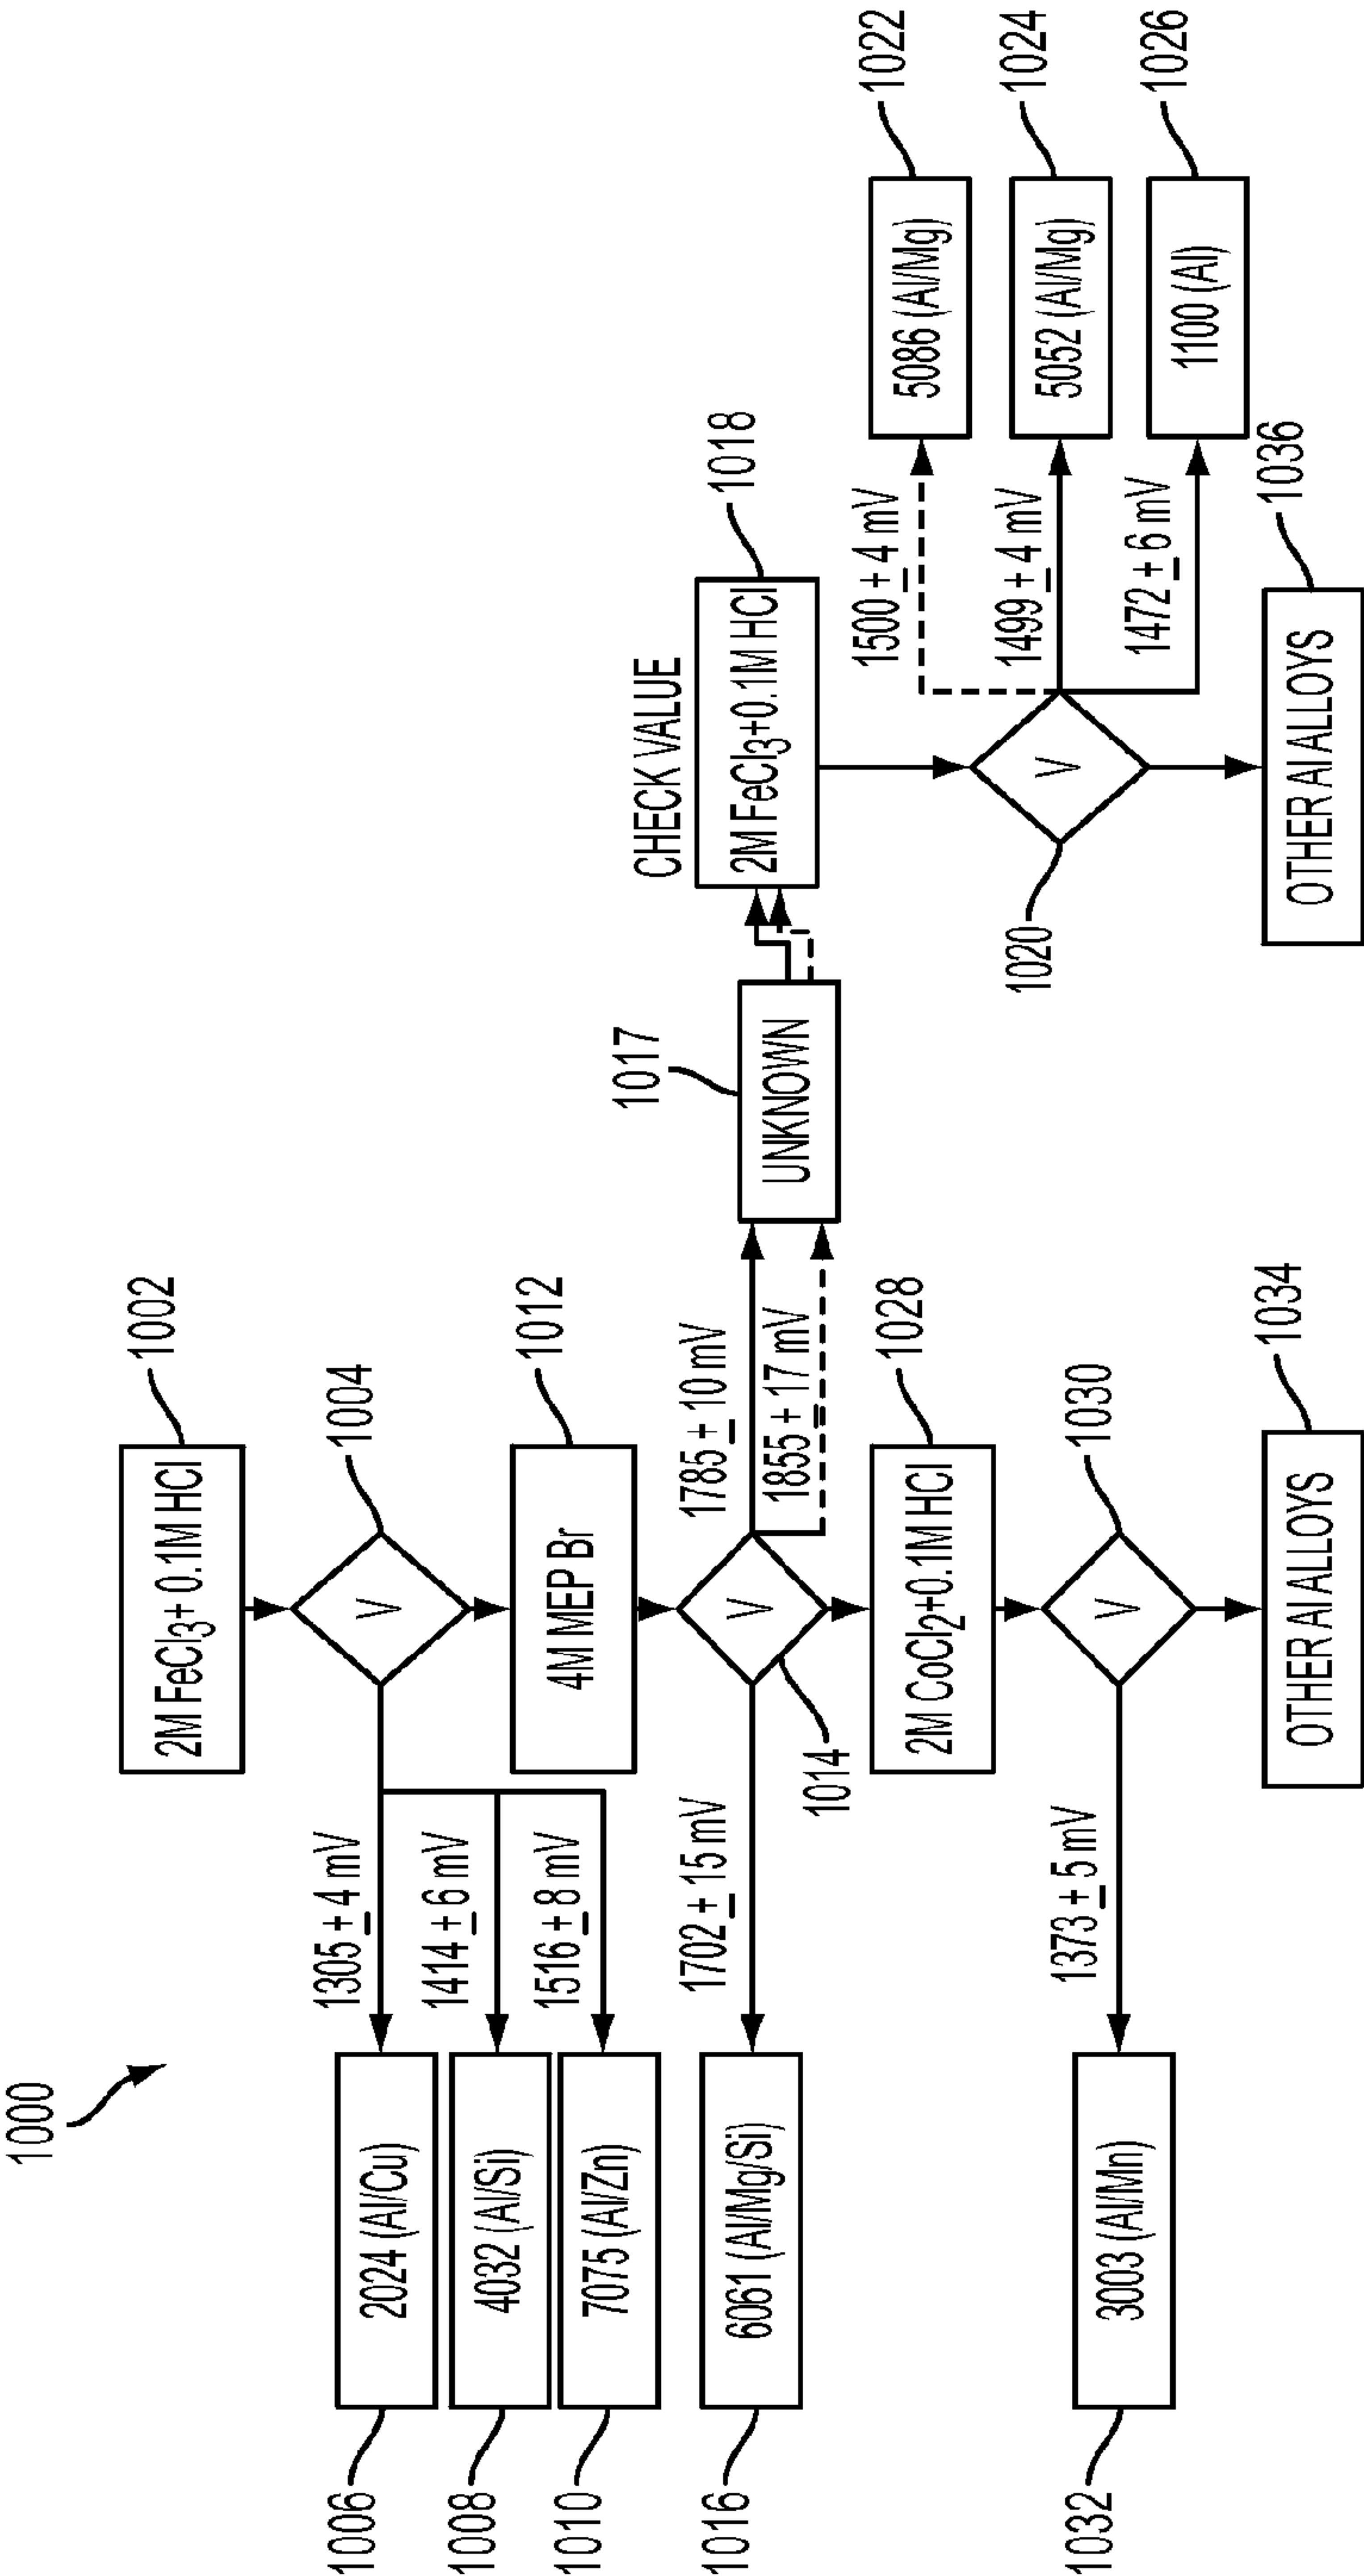 1000
2M FeCl3+ 0.1M HCl
1002
V
1004
1305 ± 4 mV
2024 (Al/Cu)
1006
1414 ± 6 mV
4032 (Al/Si)
1008
1516 ± 8 mV
7075 (Al/Zn)
1010
4M MEP Br
1012
V
1014
1702 ± 15 mV
6061 (Al/Mg/Si)
1016
1785 ± 10 mV
1855 ± 17 mV
UNKNOWN
1017
CHECK VALUE
2M FeCl3+0.1M HCl
1018
V
1020
1500 ± 4 mV
5086 (Al/Mg)
1022
1499 ± 4 mV
5052 (Al/Mg)
1024
1472 ± 6 mV
1100 (Al)
1026
OTHER Al ALLOYS
1036
2M CoCl2+0.1M HCl
1028
V
1030
1373 ± 5 mV
3003 (Al/Mn)
1032
OTHER Al ALLOYS
1034